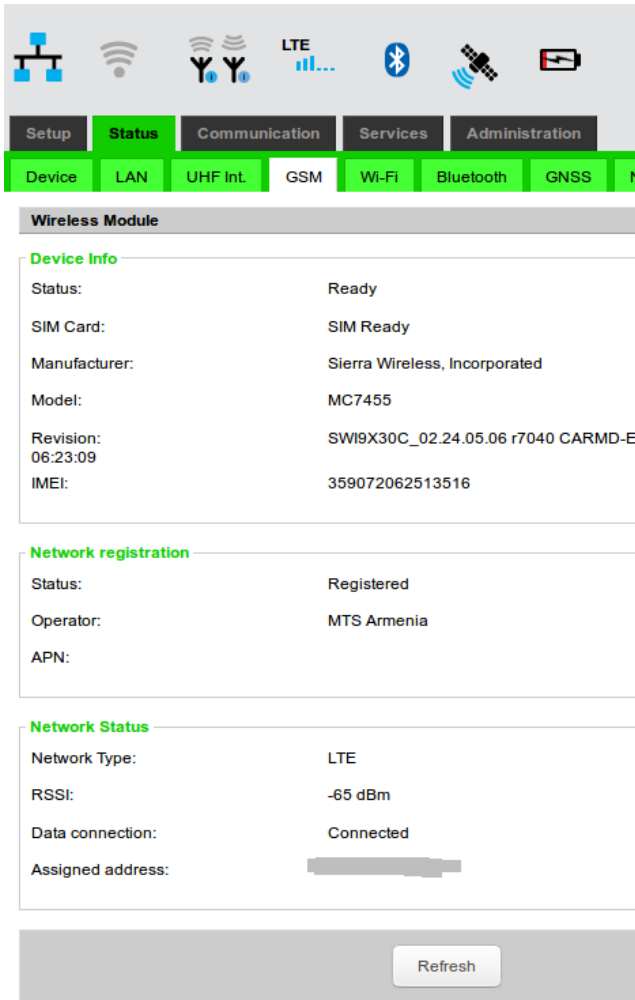 LTE
Setup Status Communication Services Administration
Device LAN UHF Int. GSM Wi-Fi Bluetooth GNSS
Wireless Module
Device Info
Status: Ready
SIM Card: SIM Ready
Manufacturer: Sierra Wireless, Incorporated
Model: MC7455
Revision: SWI9X30C_02.24.05.06 r7040 CARMD-E
06:23:09
IMEI: 359072062513516
Network registration
Status: Registered
Operator: MTS Armenia
APN:
Network Status
Network Type: LTE
RSSI: -65 dBm
Data connection: Connected
Assigned address:
Refresh